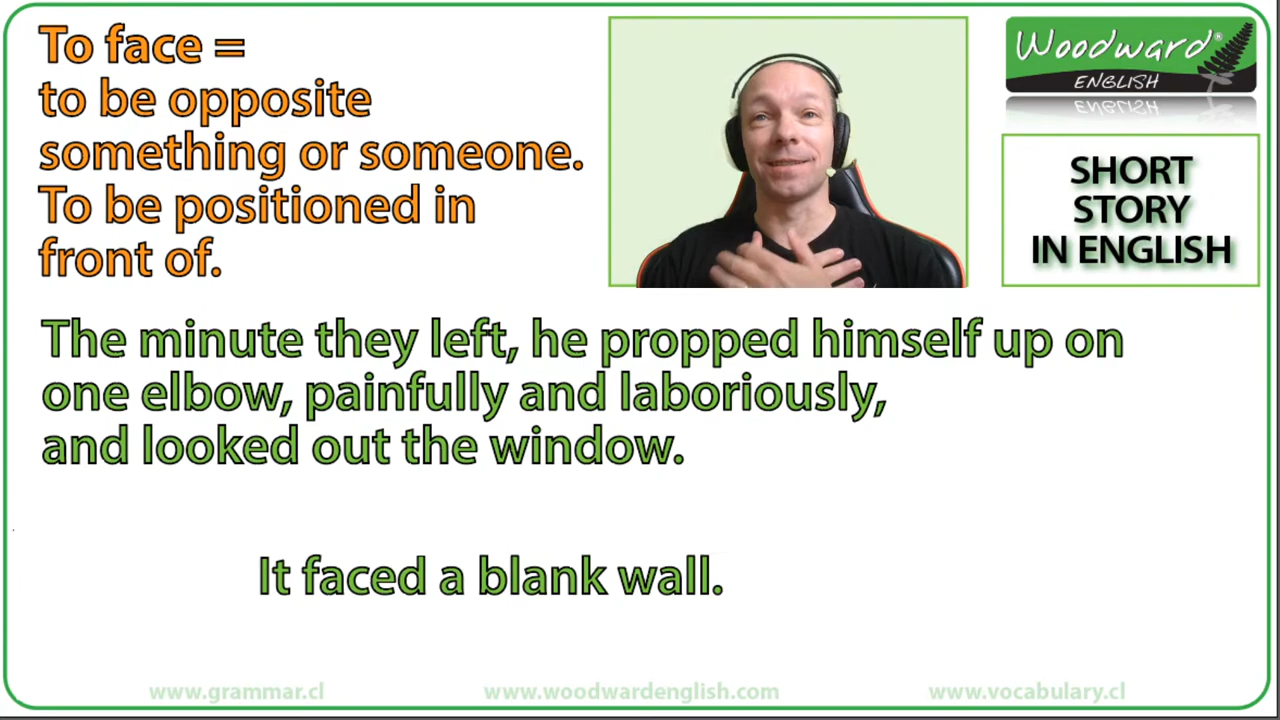 To face =
to be opposite
something or someone.
To be positioned in
front of.
Woodward®
ENGLISH
SHORT
STORY
IN ENGLISH
The minute they left, he propped himself up on
one elbow, painfully and laboriously,
and looked out the window.
It faced a blank wall.
www.grammar.cl
www.woodwardenglish.com
www.vocabulary.cl